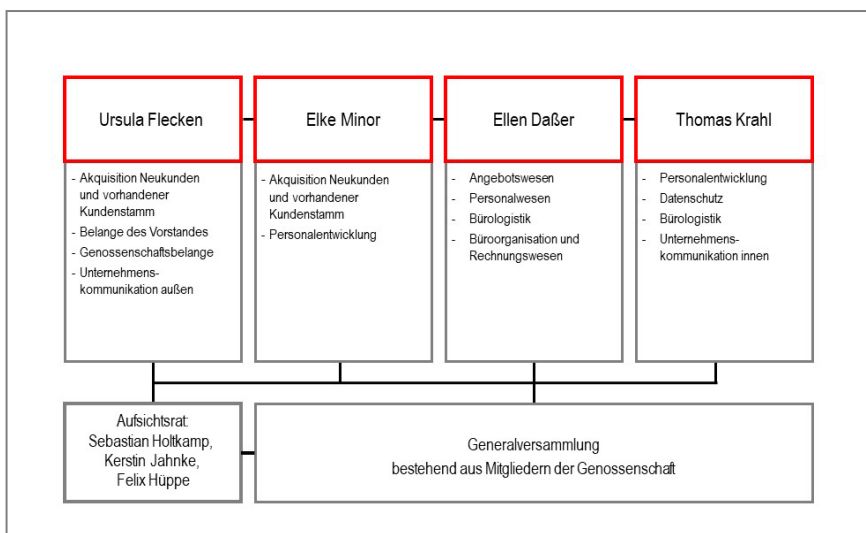 Ursula Flecken
- Akquisition Neukunden
und vorhandener
Kundenstamm
- Belange des Vorstandes
- Genossenschaftsbelange
- Unternehmens-
kommunikation außen
Elke Minor
- Akquisition Neukunden
und vorhandener
Kundenstamm
- Personalentwicklung
Ellen Daßer
- Angebotswesen
- Personalwesen
- Bürologistik
- Büroorganisation und
Rechnungswesen
Thomas Krahl
- Personalentwicklung
- Datenschutz
- Bürologistik
- Unternehmens-
kommunikation innen
Aufsichtsrat:
Sebastian Holtkamp,
Kerstin Jahnke,
Felix Hüppe
Generalversammlung
bestehend aus Mitgliedern der Genossenschaft